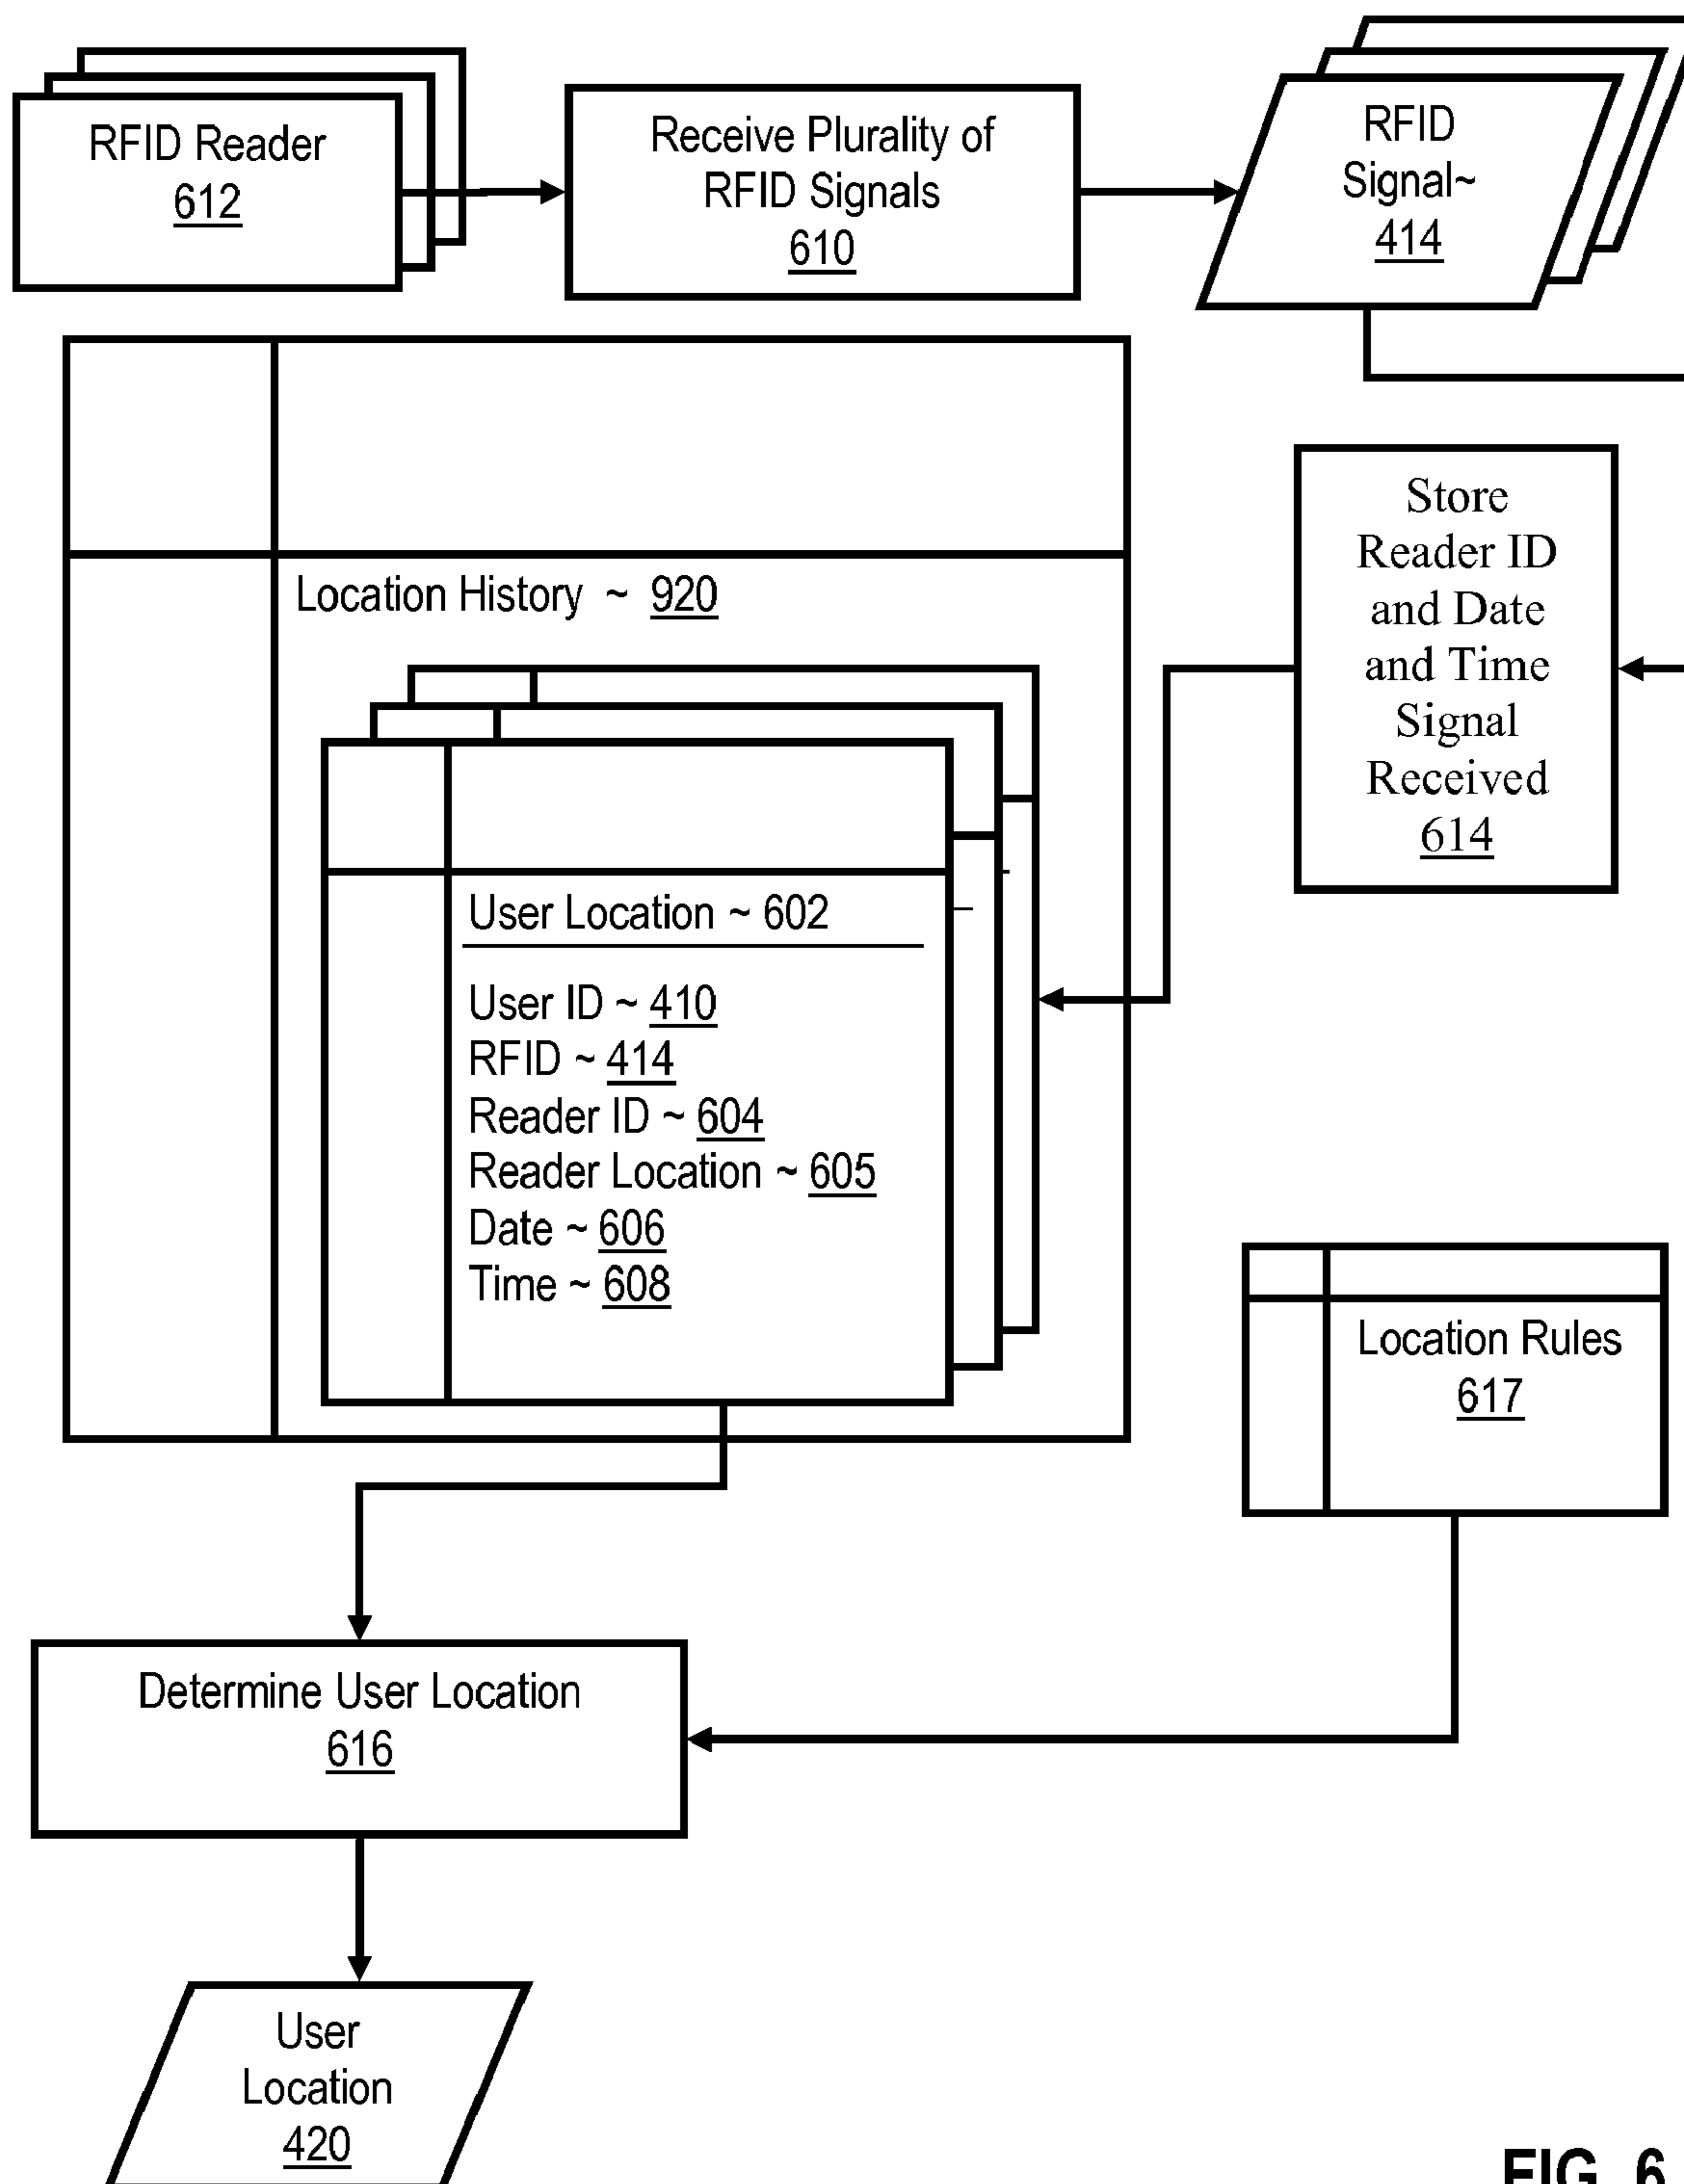 RFID Reader
612
Receive Plurality of
RFID Signals
610
RFID
Signal~
414
Location History ~ 920
Store
Reader ID
and Date
and Time
Signal
Received
614
User Location ~ 602
User ID ~ 410
RFID ~ 414
Reader ID ~ 604
Reader Location ~ 605
Date ~ 606
Time ~ 608
Location Rules
617
Determine User Location
616
User
Location
420
FIG. 6